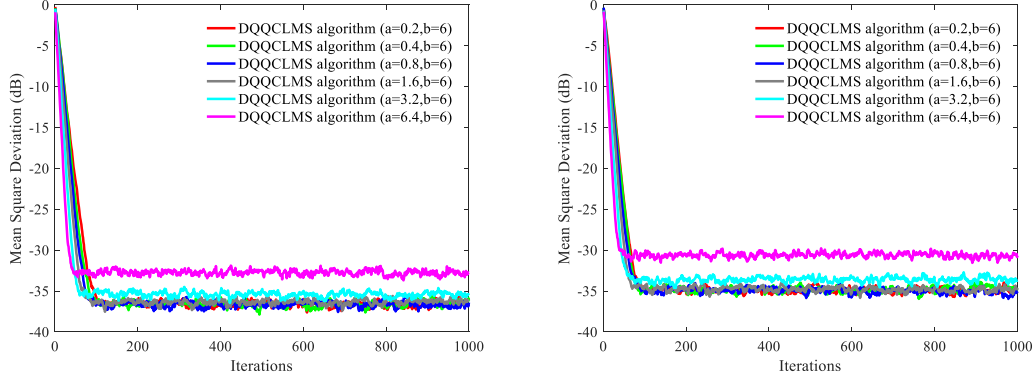 0
-5
-10
-15
-20
-25
-30
-35
-40
Mean Square Deviation (dB)
DQQCLMS algorithm (a=0.2,b=6)
DQQCLMS algorithm (a=0.4,b=6)
DQQCLMS algorithm (a=0.8,b=6)
DQQCLMS algorithm (a=1.6,b=6)
DQQCLMS algorithm (a=3.2,b=6)
DQQCLMS algorithm (a=6.4,b=6)
0 200 400 600 800 1000
Iterations
0
-5
-10
-15
-20
-25
-30
-35
-40
Mean Square Deviation (dB)
DQQCLMS algorithm (a=0.2,b=6)
DQQCLMS algorithm (a=0.4,b=6)
DQQCLMS algorithm (a=0.8,b=6)
DQQCLMS algorithm (a=1.6,b=6)
DQQCLMS algorithm (a=3.2,b=6)
DQQCLMS algorithm (a=6.4,b=6)
0 200 400 600 800 1000
Iterations